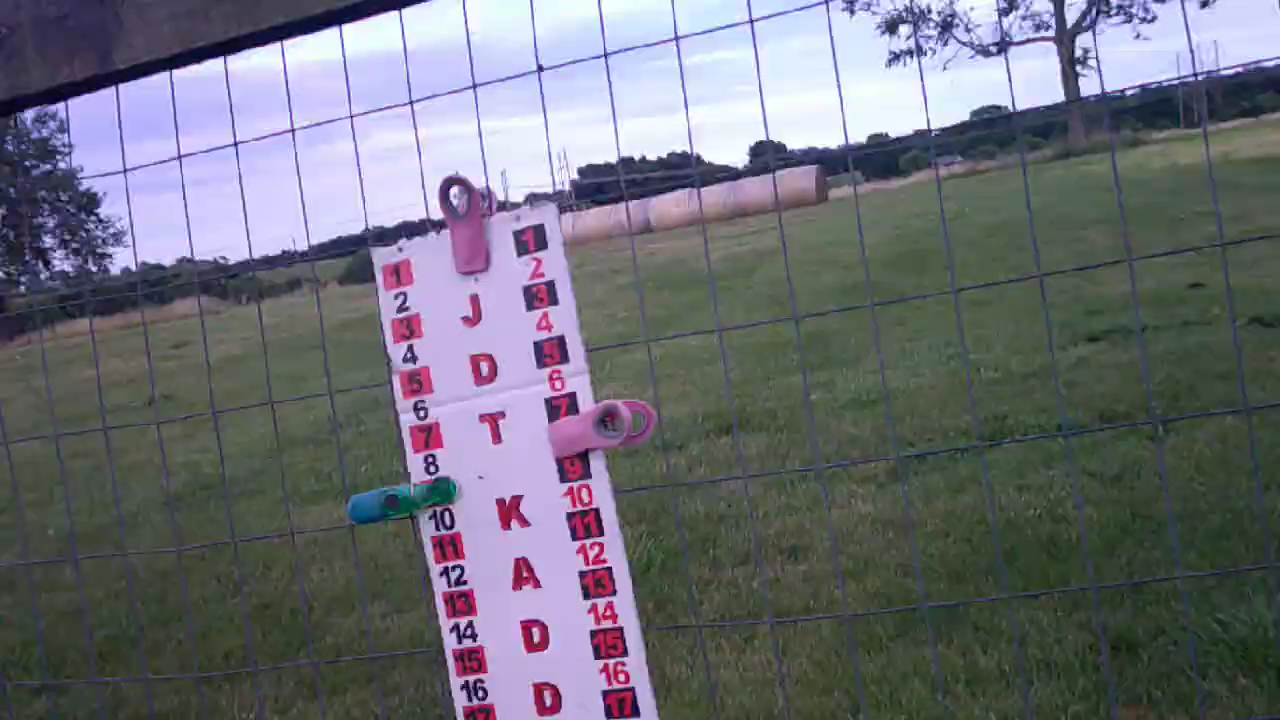 1 1
2 2
3 J 3
4 4
5 D 5
6 6
7 T 7
8
9
10 K 10
11 11
12 A 12
13 13
14 D 14
15 15
16 D 16
17 17